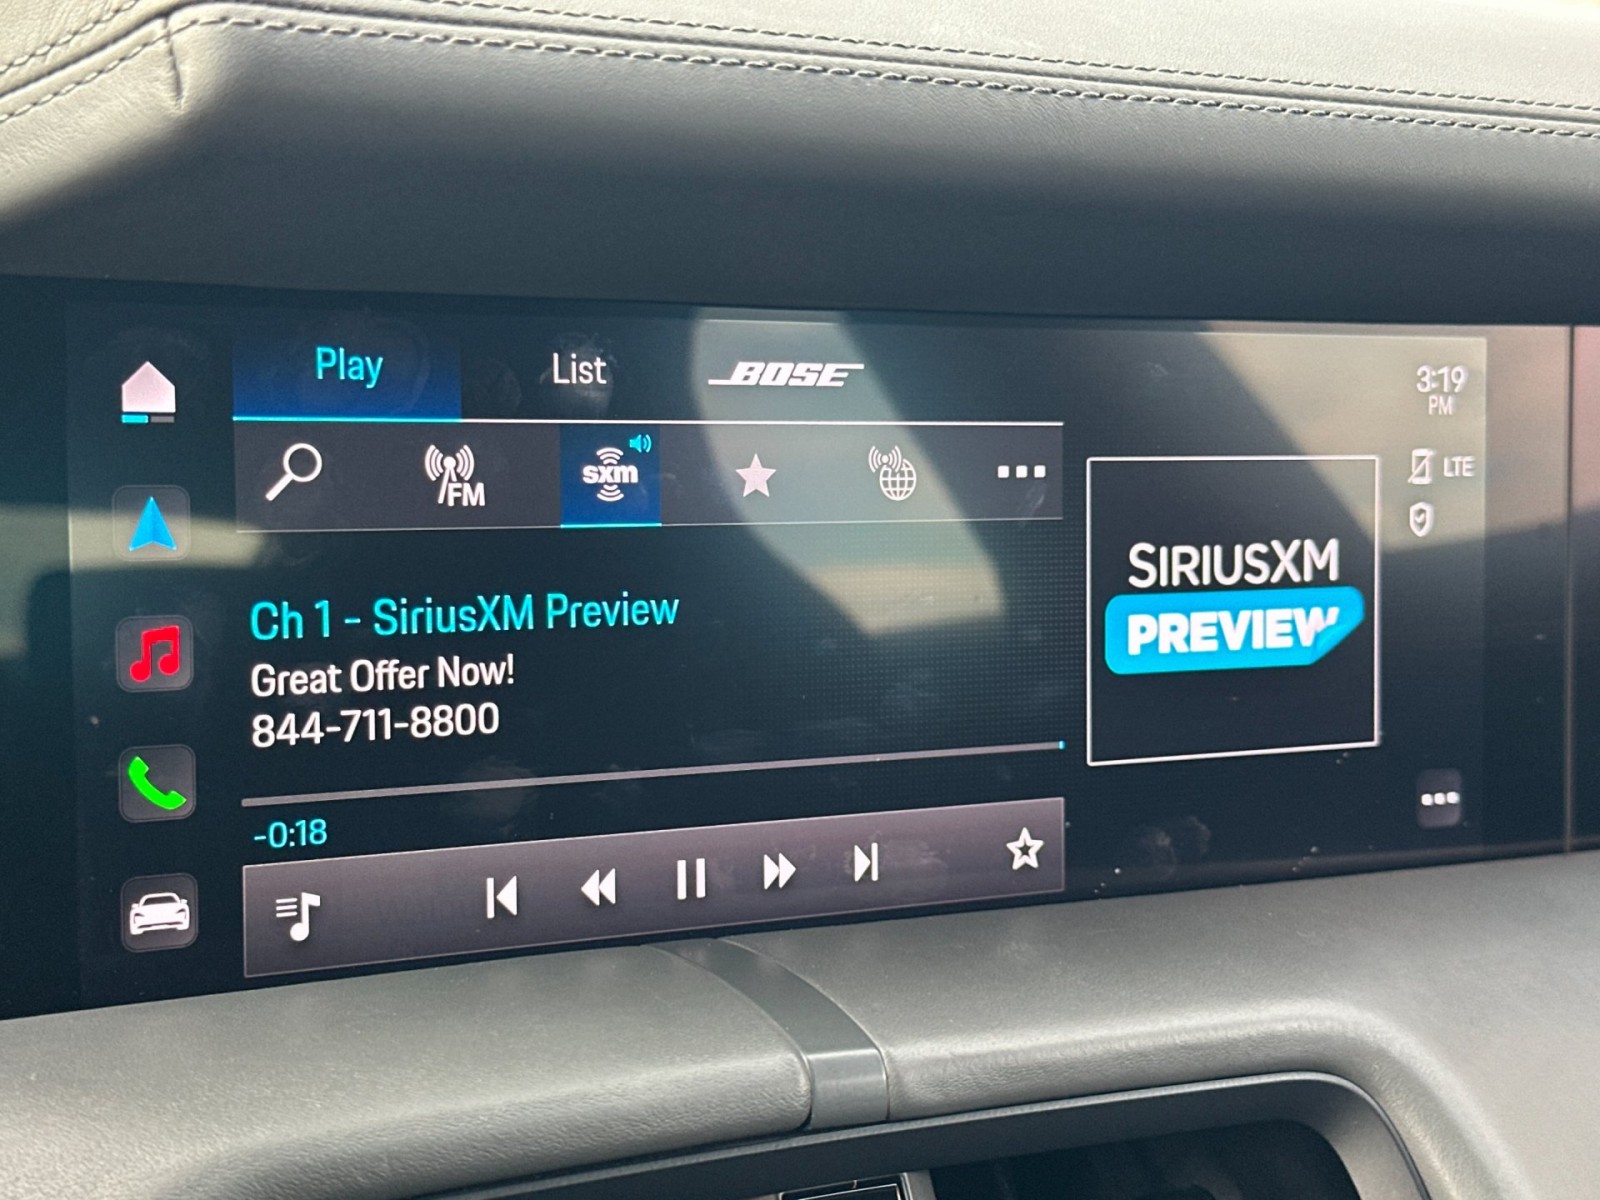 Play
List
BOSE
3:19
PM
FM
sxm
LTE
Ch 1 - SiriusXM Preview
Great Offer Now!
844-711-8800
SIRIUSXM
PREVIEW
-0:18